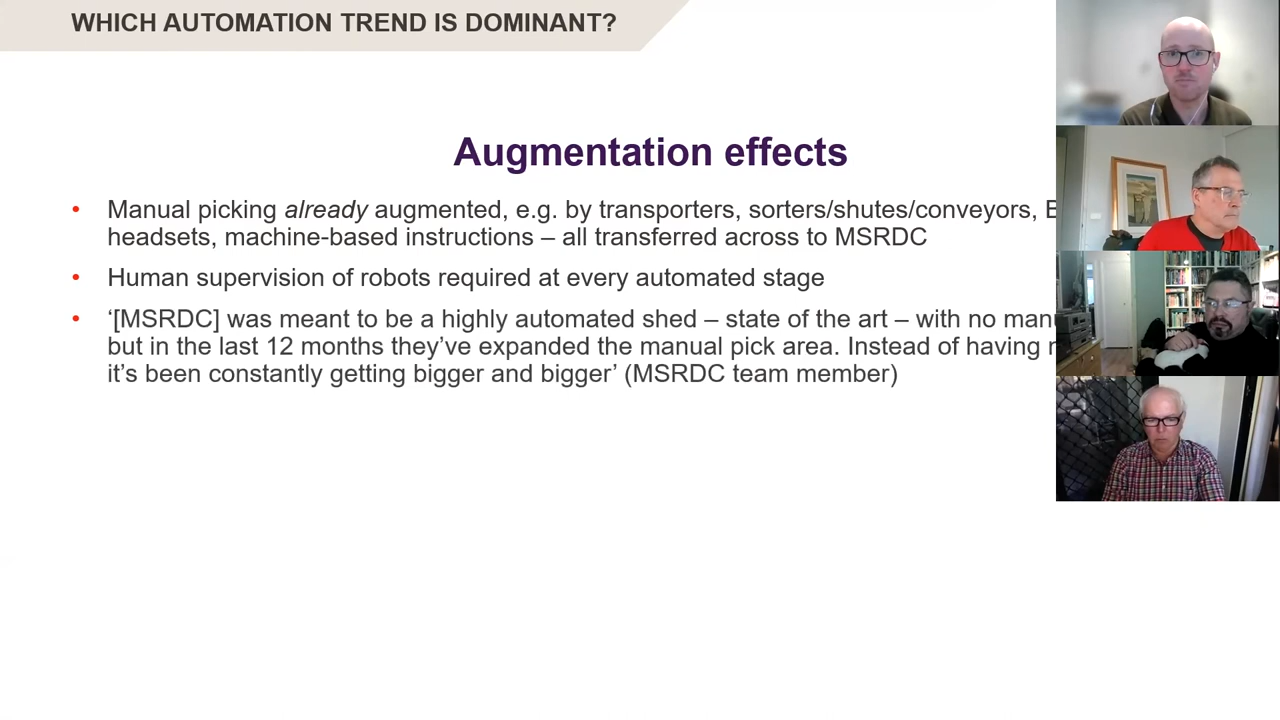 WHICH AUTOMATION TREND IS DOMINANT?
Augmentation effects
• Manual picking already augmented, e.g. by transporters, sorters/shutes/conveyors,
headsets, machine-based instructions – all transferred across to MSRDC
• Human supervision of robots required at every automated stage
• ‘[MSRDC] was meant to be a highly automated shed – state of the art – with no
but in the last 12 months they’ve expanded the manual pick area. Instead of having
it’s been constantly getting bigger and bigger’ (MSRDC team member)